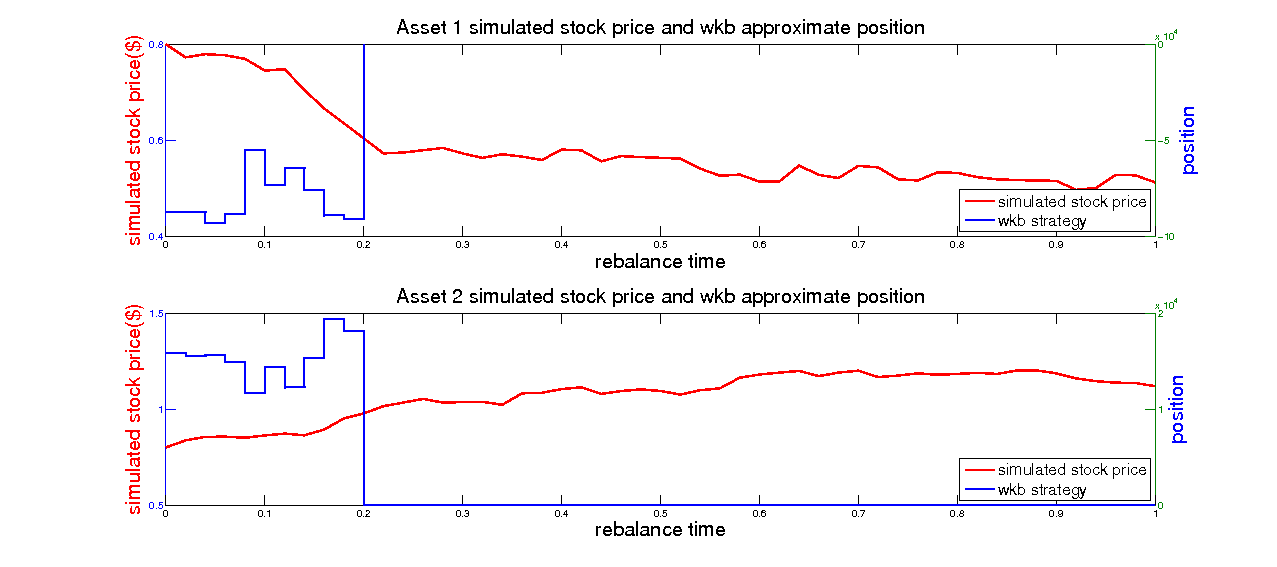 Asset 1 simulated stock price and wkb approximate position
x 10^4
0.8
0.6
0.4
simulated stock price($)
0
-5
-10
position
simulated stock price
wkb strategy
0 0.1 0.2 0.3 0.4 0.5 0.6 0.7 0.8 0.9 1
rebalance time
Asset 2 simulated stock price and wkb approximate position
x 10^4
1.5
1
0.5
simulated stock price($)
2
1
0
position
simulated stock price
wkb strategy
0 0.1 0.2 0.3 0.4 0.5 0.6 0.7 0.8 0.9 1
rebalance time